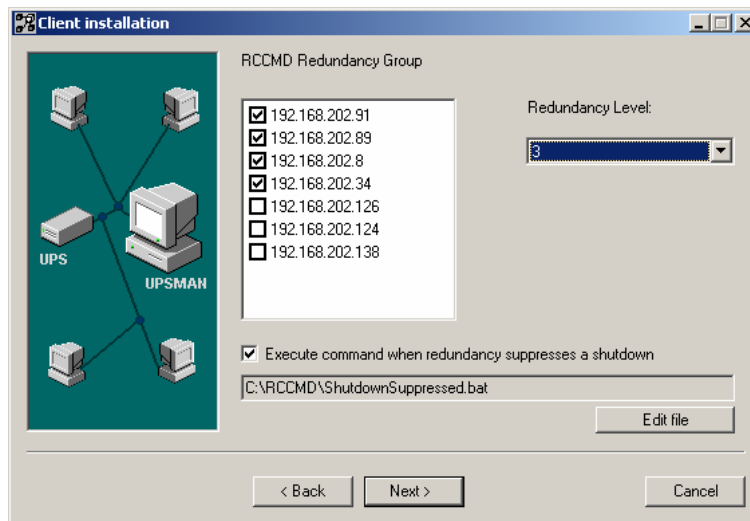 Client installation
RCCMD Redundancy Group
192.168.202.91
192.168.202.89
192.168.202.8
192.168.202.34
192.168.202.126
192.168.202.124
192.168.202.138
Redundancy Level:
3
UPS
UPSMAN
Execute command when redundancy suppresses a shutdown
C:\RCCMD\ShutdownSuppressed.bat
Edit file
< Back
Next >
Cancel